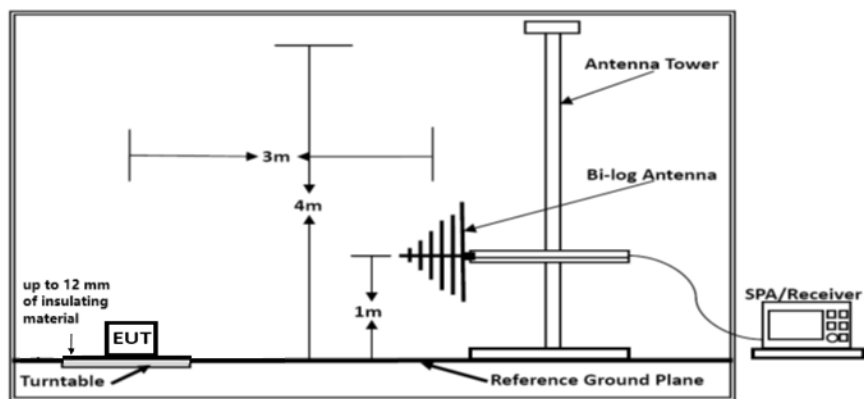 Antenna Tower
3m
Bi-log Antenna
4m
up to 12 mm
of insulating
material
1m
SPA/Receiver
EUT
Turntable
Reference Ground Plane